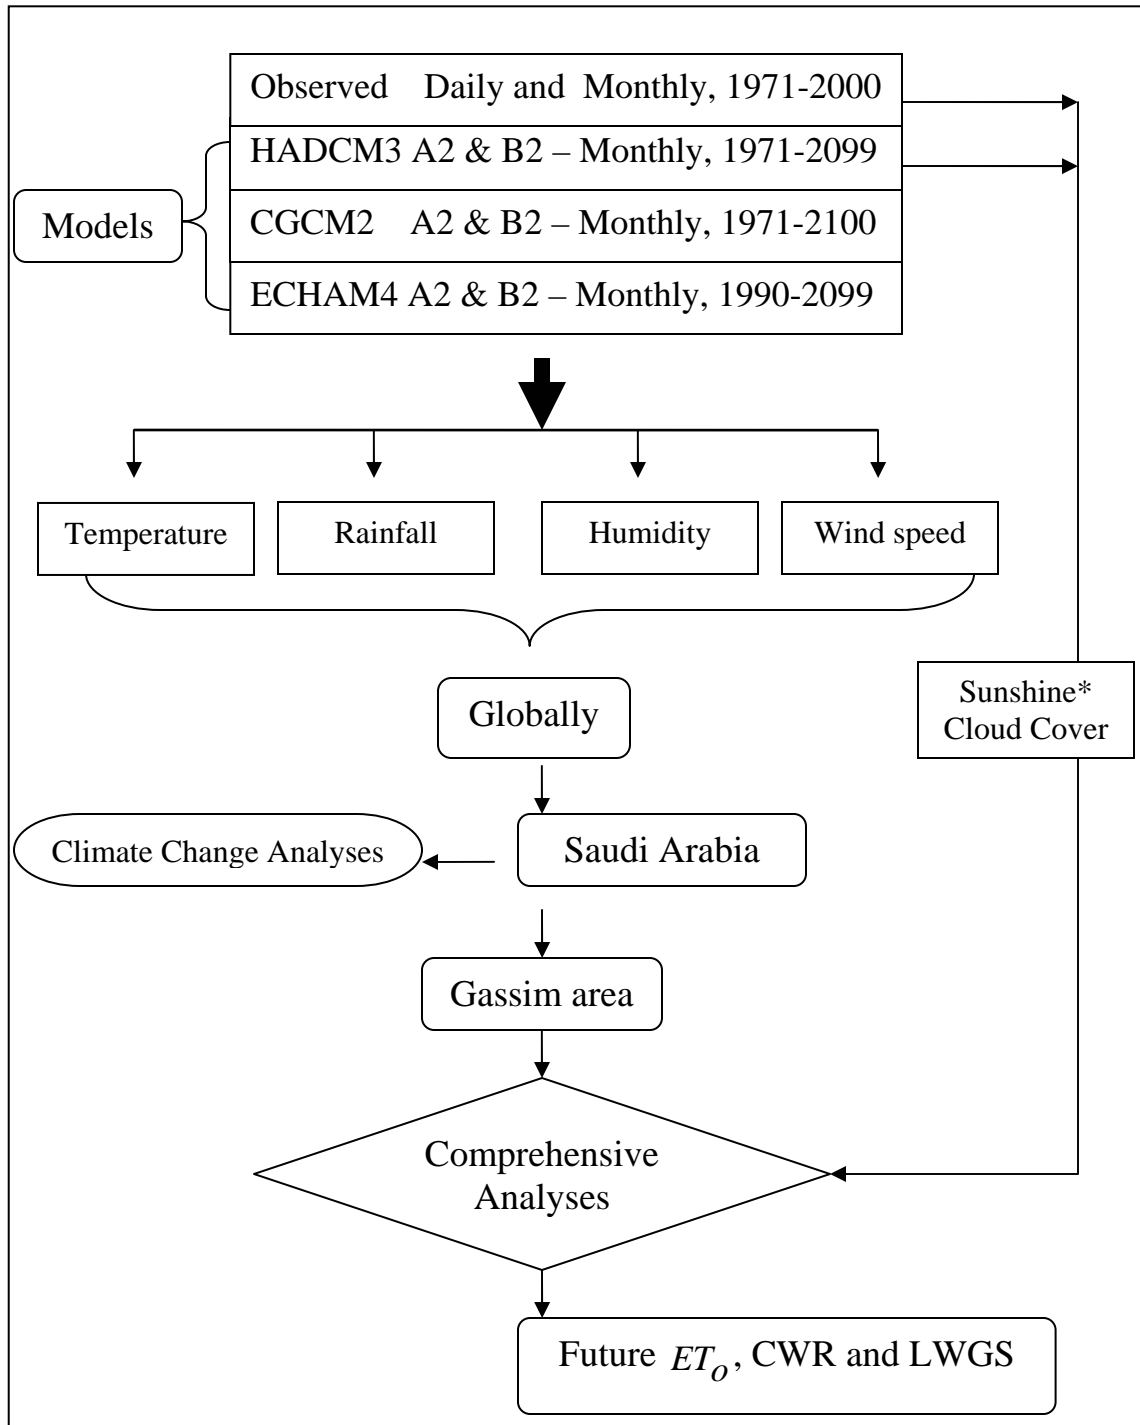 Observed Daily and Monthly, 1971-2000
HADCM3 A2 & B2 – Monthly, 1971-2099
Models
CGCM2 A2 & B2 – Monthly, 1971-2100
ECHAM4 A2 & B2 – Monthly, 1990-2099
Temperature
Rainfall
Humidity
Wind speed
Globally
Sunshine*
Cloud Cover
Climate Change Analyses
Saudi Arabia
Gassim area
Comprehensive
Analyses
Future ET_o, CWR and LWGS